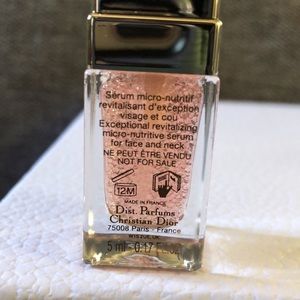 Sérum micro-nutritif
revitalisant d'exception
visage et cou
Exceptional revitalizing
micro-nutritive serum
for face and neck
NE PEUT ÊTRE VENDU
NOT FOR SALE
12M
MADE IN FRANCE
Dist. Parfums
Christian Dior
75008 Paris - France
5 ml - 0.17